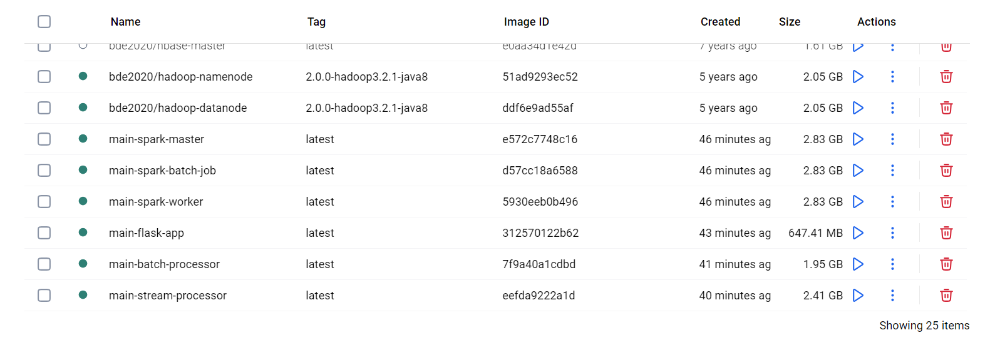 Name Tag Image ID Created Size Actions
bde2020/hbase-master latest e0aa34d1e42d 7 years ago 1.61 GB
bde2020/hadoop-namenode 2.0.0-hadoop3.2.1-java8 51ad9293ec52 5 years ago 2.05 GB
bde2020/hadoop-datanode 2.0.0-hadoop3.2.1-java8 ddf6e9ad55af 5 years ago 2.05 GB
main-spark-master latest e572c7748c16 46 minutes ag 2.83 GB
main-spark-batch-job latest d57cc18a6588 46 minutes ag 2.83 GB
main-spark-worker latest 5930eeb0b496 46 minutes ag 2.83 GB
main-flask-app latest 312570122b62 43 minutes ag 647.41 MB
main-batch-processor latest 7f9a40a1cdbd 41 minutes ag 1.95 GB
main-stream-processor latest eefda9222a1d 40 minutes ag 2.41 GB
Showing 25 items